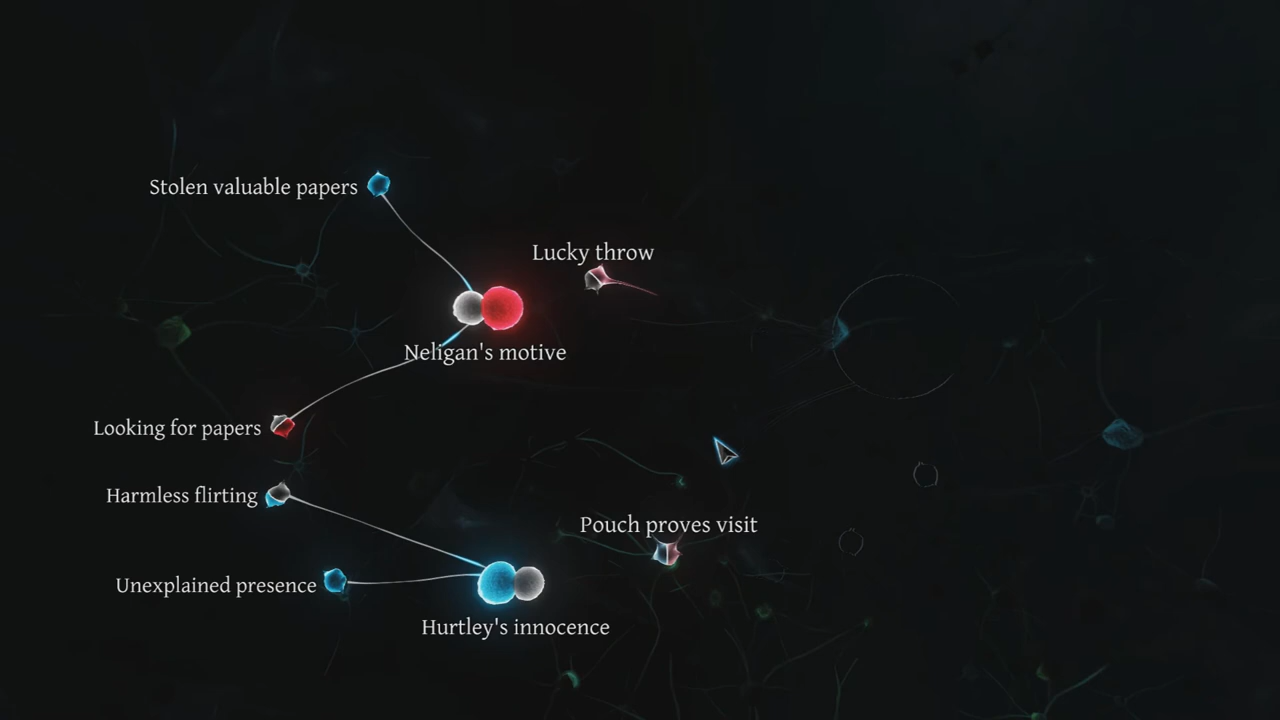 Stolen valuable papers
Lucky throw
Neligan's motive
Looking for papers
Harmless flirting
Pouch proves visit
Unexplained presence
Hurtley's innocence